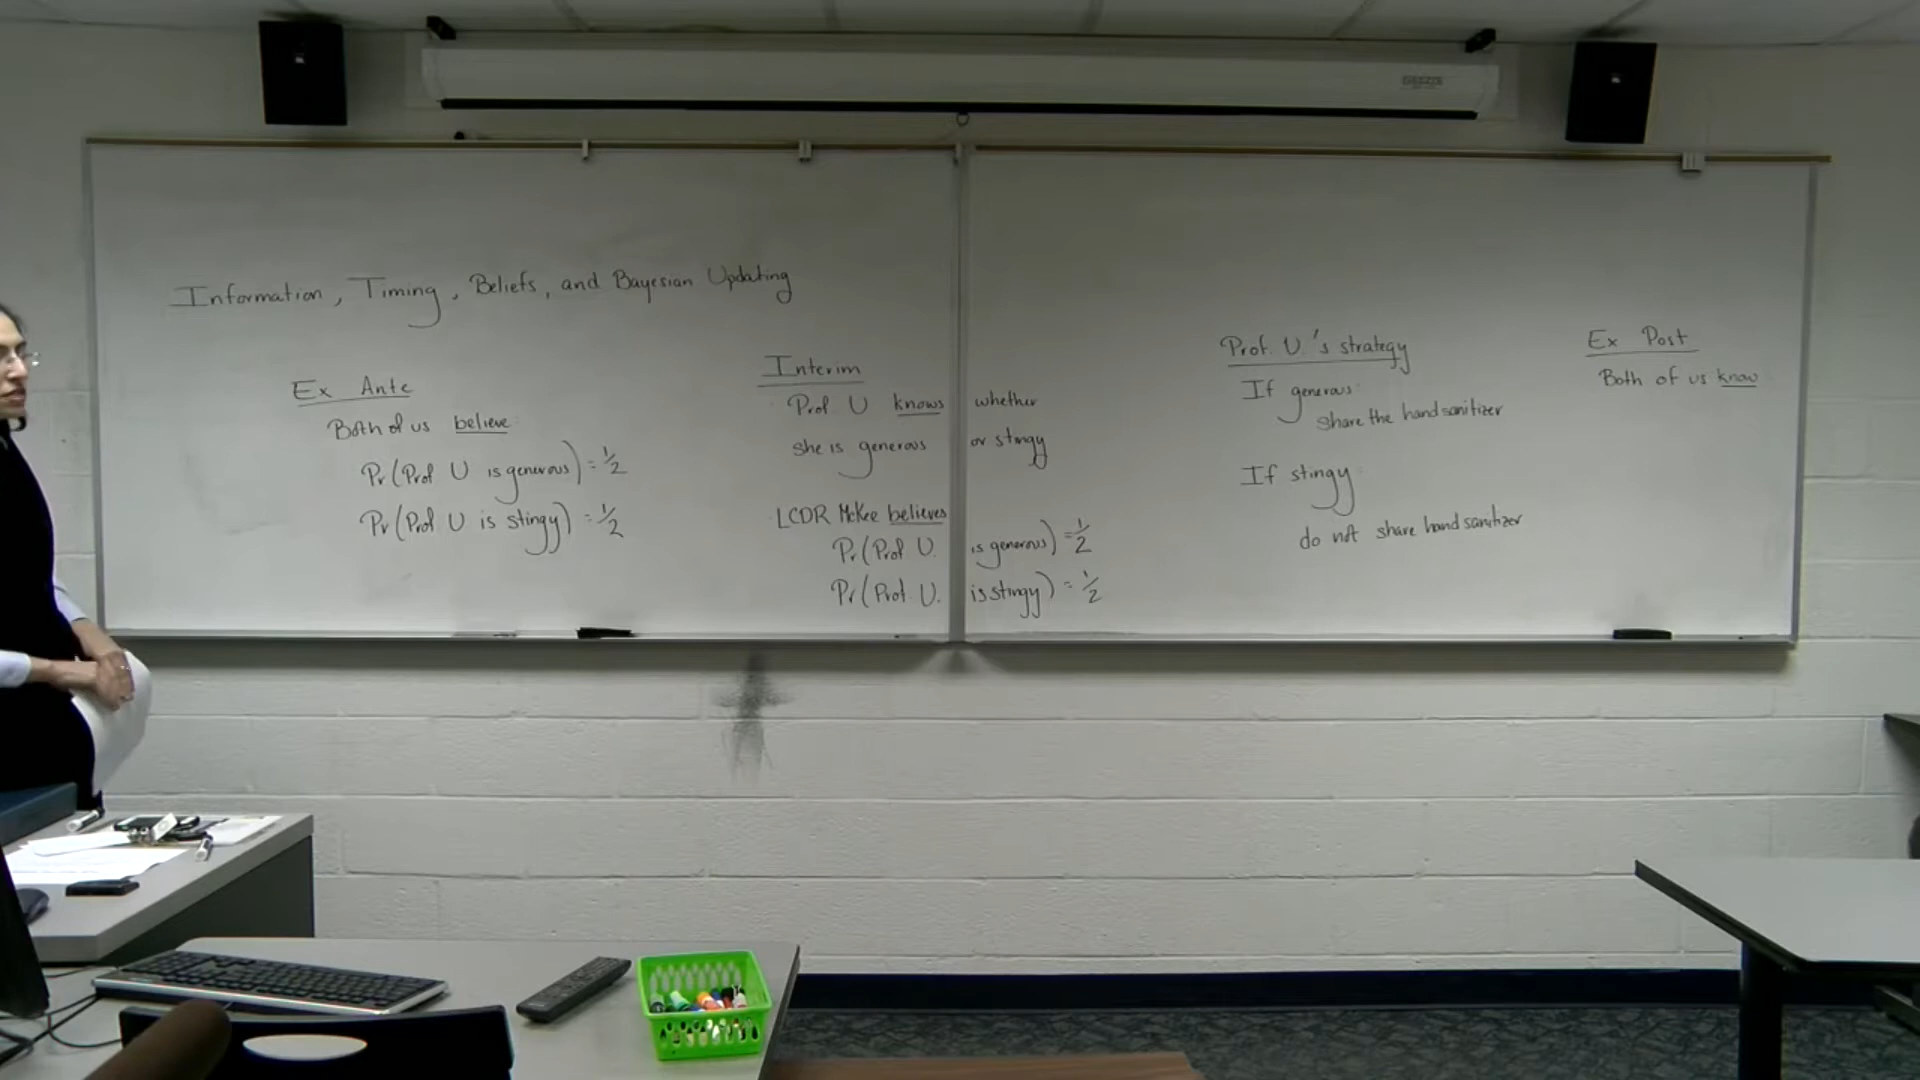 Information, Timing, Beliefs, and Bayesian Updating
Ex Ante
Both of us believe
Pr(Prof U is generous) = 1/2
Pr(Prof U is stingy) = 1/2
Interim
Prof. U knows whether
she is generous or stingy
LCDR McKee believes
Pr(Prof U. is generous) = 1/2
Pr(Prof. U. is stingy) = 1/2
Prof. U.'s strategy
If generous:
share the hand sanitizer
If stingy:
do not share hand sanitizer
Ex Post
Both of us know